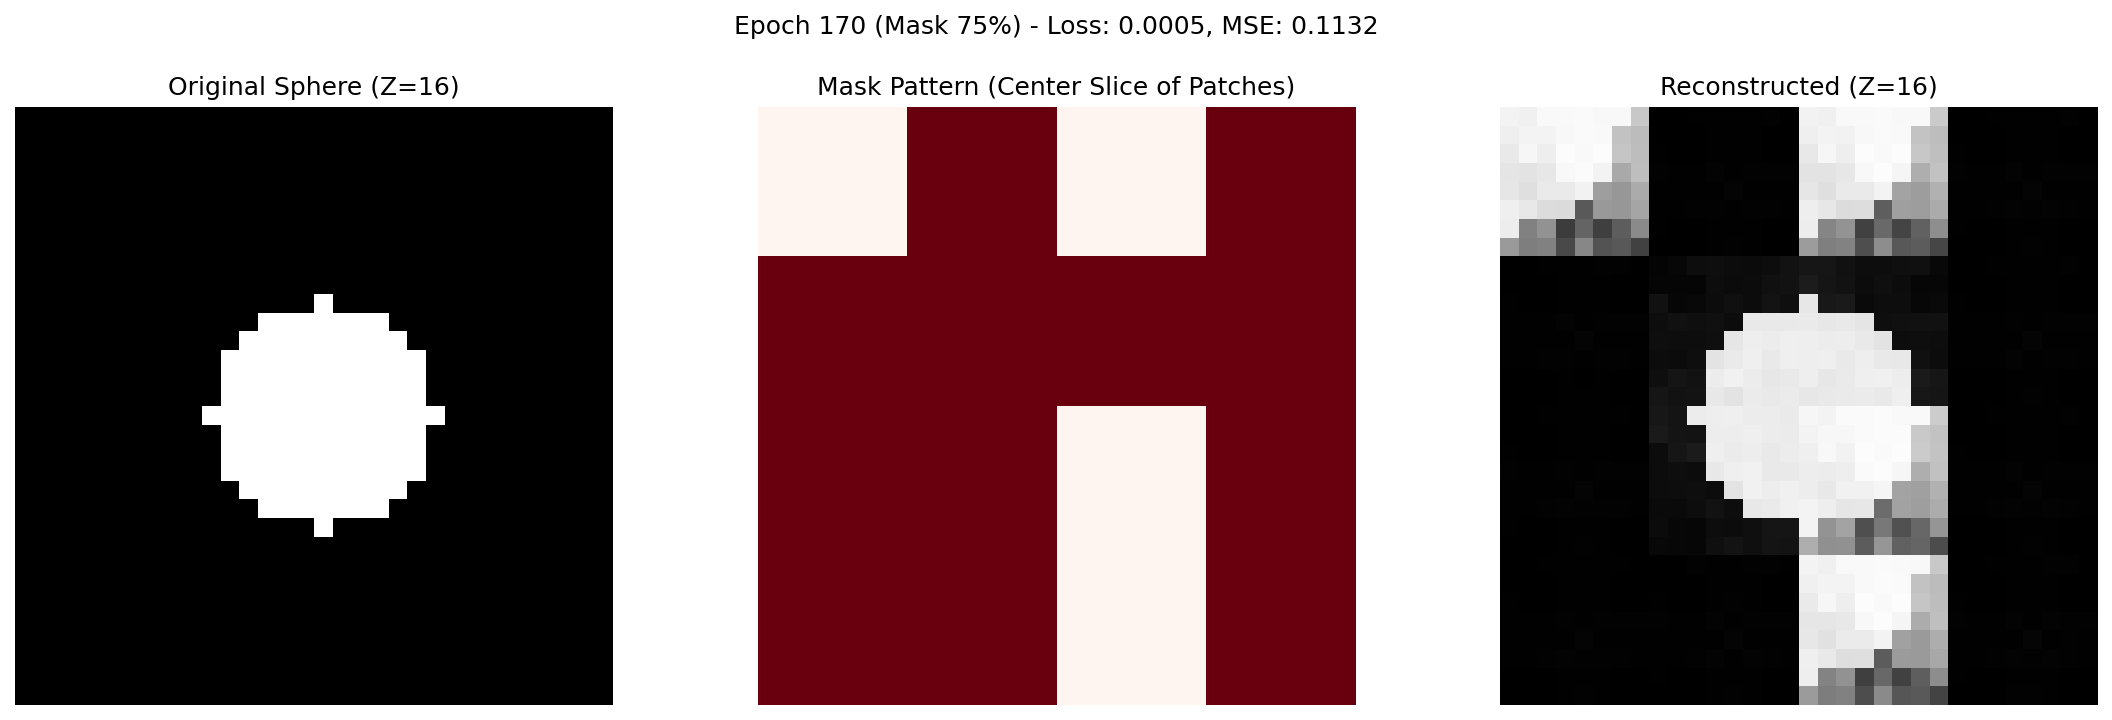 Epoch 170 (Mask 75%) - Loss: 0.0005, MSE: 0.1132
Original Sphere (Z=16)
Mask Pattern (Center Slice of Patches)
Reconstructed (Z=16)